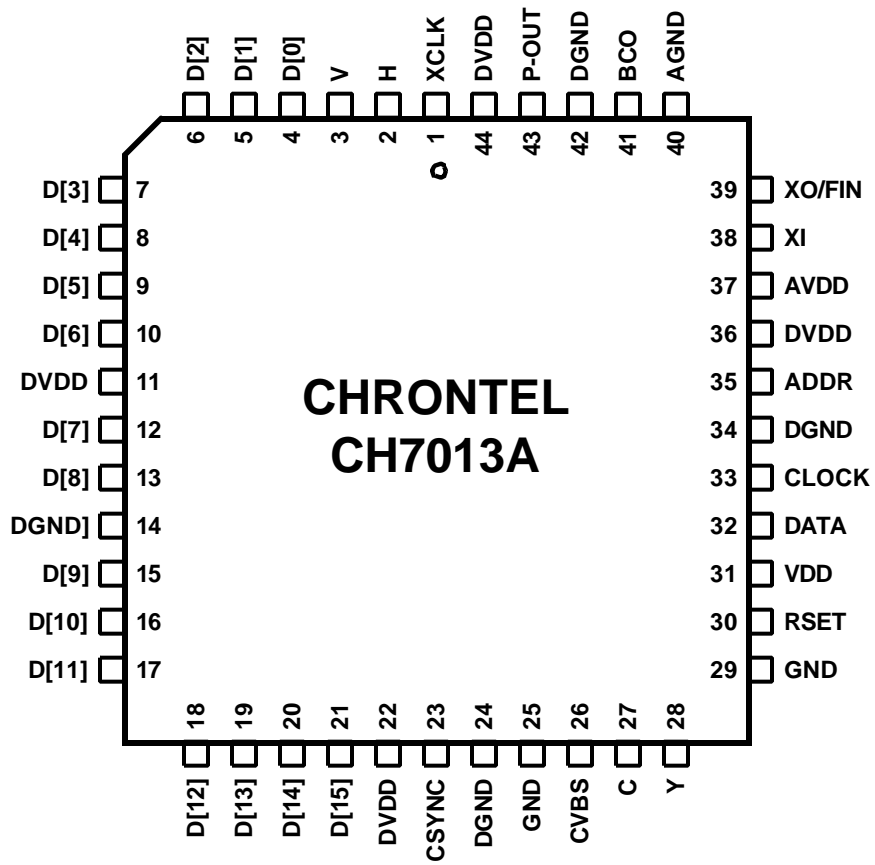 D[2] D[1] D[0] V H XCLK DVDD P-OUT DGND BCO AGND
6 5 4 3 2 1 44 43 42 41 40
D[3] 7 39 XO/FIN
D[4] 8 38 XI
D[5] 9 37 AVDD
D[6] 10 36 DVDD
DVDD 11 35 ADDR
CHRONTEL
D[7] 12 34 DGND
CH7013A
D[8] 13 33 CLOCK
DGND] 14 32 DATA
D[9] 15 31 VDD
D[10] 16 30 RSET
D[11] 17 29 GND
18 19 20 21 22 23 24 25 26 27 28
D[12] D[13] D[14] D[15] DVDD CSYNC DGND GND CVBS C Y